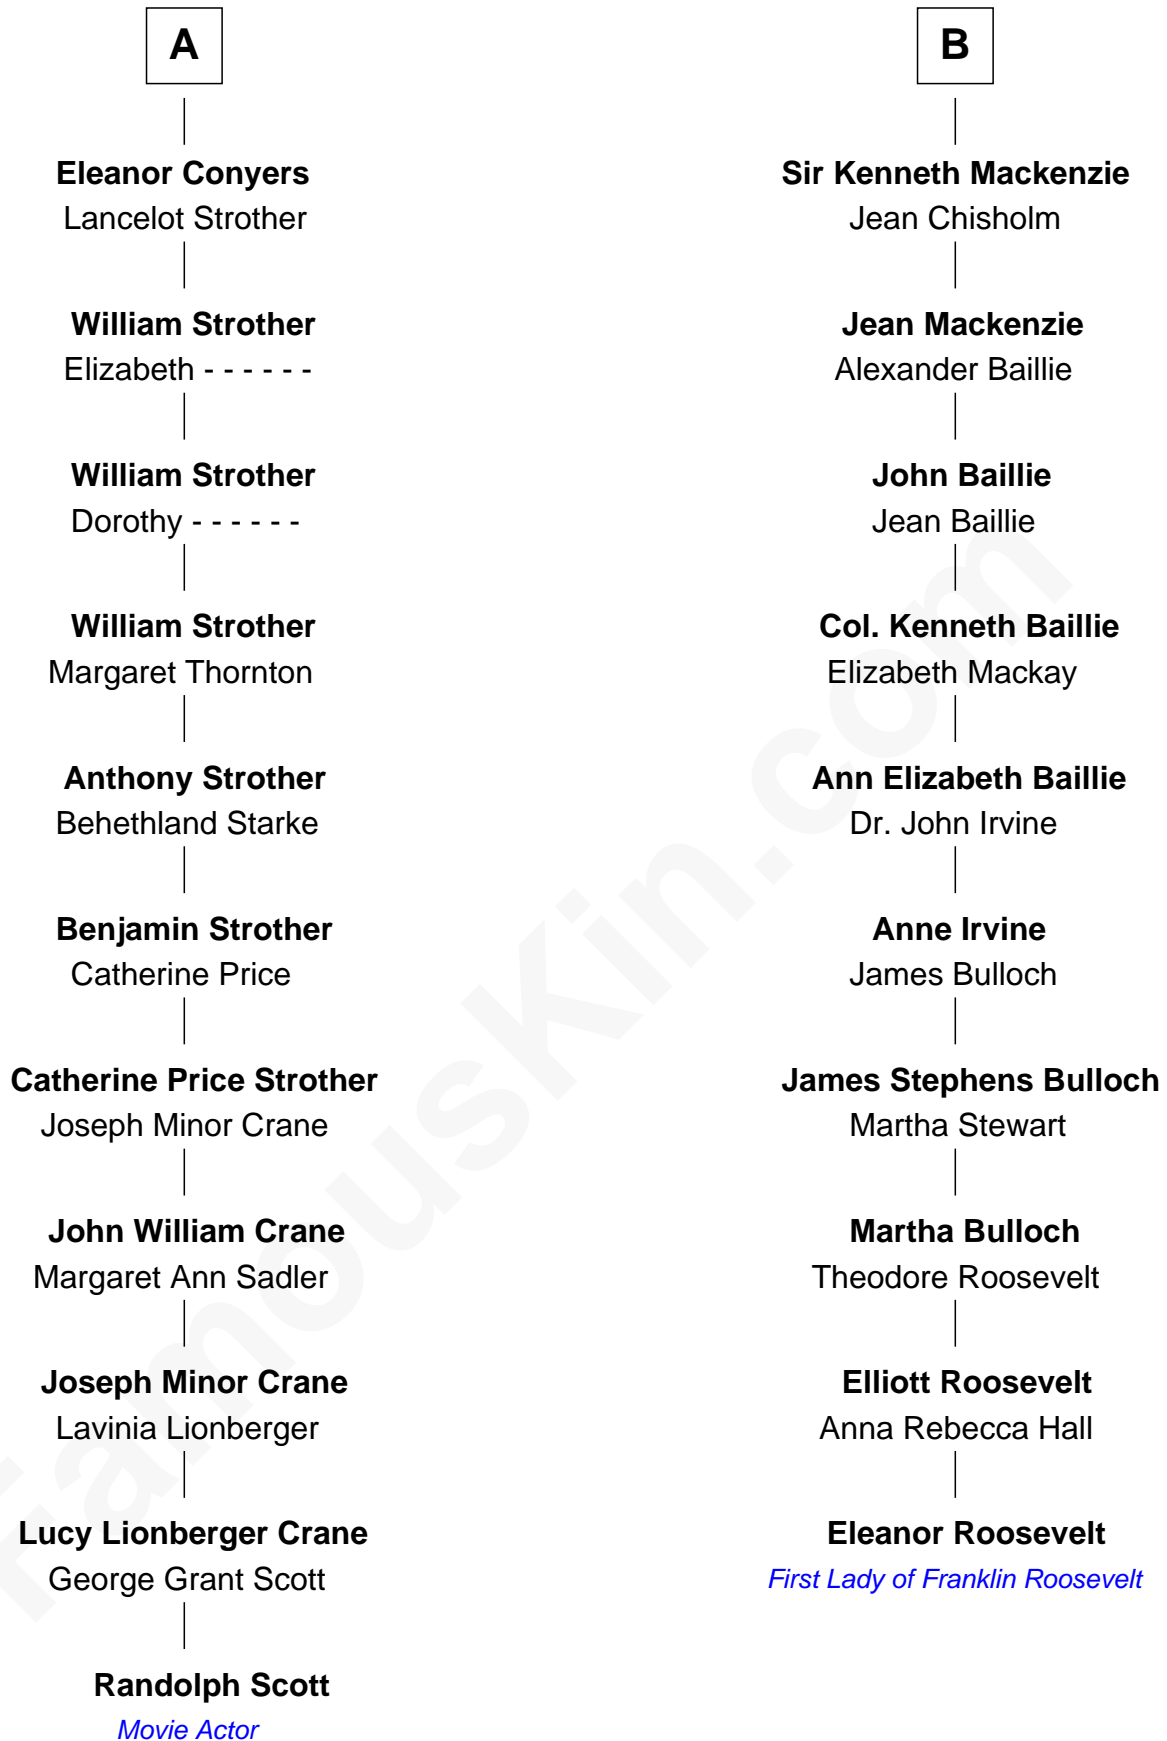 A
Eleanor Conyers
Lancelot Strother
William Strother
Elizabeth - - - - - -
William Strother
Dorothy - - - - - -
William Strother
Margaret Thornton
Anthony Strother
Behethland Starke
Benjamin Strother
Catherine Price
Catherine Price Strother
Joseph Minor Crane
John William Crane
Margaret Ann Sadler
Joseph Minor Crane
Lavinia Lionberger
Lucy Lionberger Crane
George Grant Scott
Randolph Scott
Movie Actor
B
Sir Kenneth Mackenzie
Jean Chisholm
Jean Mackenzie
Alexander Baillie
John Baillie
Jean Baillie
Col. Kenneth Baillie
Elizabeth Mackay
Ann Elizabeth Baillie
Dr. John Irvine
Anne Irvine
James Bulloch
James Stephens Bulloch
Martha Stewart
Martha Bulloch
Theodore Roosevelt
Elliott Roosevelt
Anna Rebecca Hall
Eleanor Roosevelt
First Lady of Franklin Roosevelt
FamousKin.com